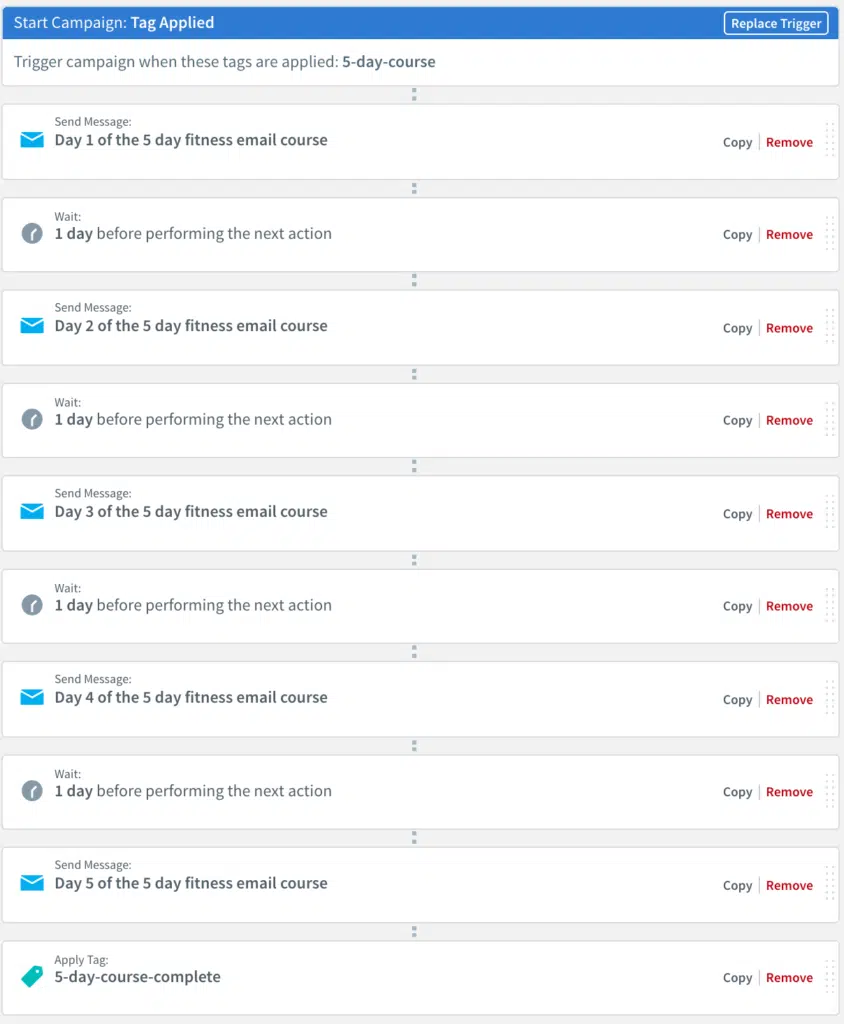 Start Campaign: Tag Applied Replace Trigger
Trigger campaign when these tags are applied: 5-day-course
Send Message:
Day 1 of the 5 day fitness email course
Copy | Remove
Wait:
1 day before performing the next action
Copy | Remove
Send Message:
Day 2 of the 5 day fitness email course
Copy | Remove
Wait:
1 day before performing the next action
Copy | Remove
Send Message:
Day 3 of the 5 day fitness email course
Copy | Remove
Wait:
1 day before performing the next action
Copy | Remove
Send Message:
Day 4 of the 5 day fitness email course
Copy | Remove
Wait:
1 day before performing the next action
Copy | Remove
Send Message:
Day 5 of the 5 day fitness email course
Copy | Remove
Apply Tag:
5-day-course-complete
Copy | Remove